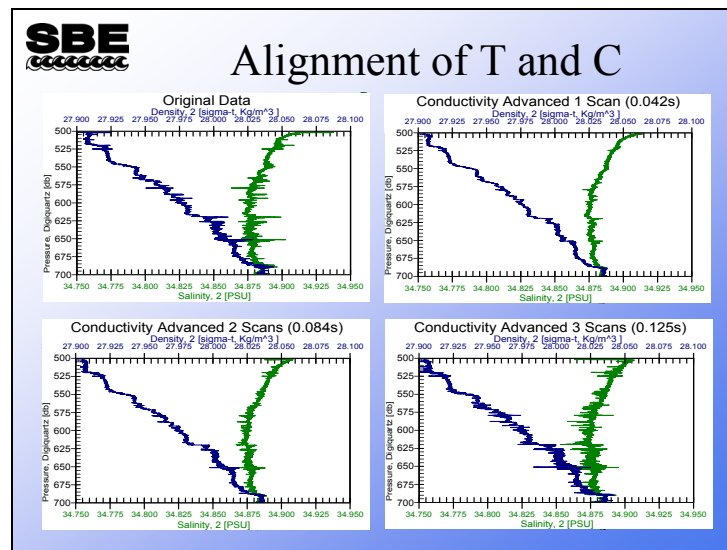 SBE
Alignment of T and C
Original Data
Density, 2 [sigma-t, Kg/m^3 ]
27.900 27.925 27.950 27.975 28.000 28.025 28.050 28.075 28.100
Pressure, Digiquartz [db]
500
525
550
575
600
625
650
675
700
34.750 34.775 34.800 34.825 34.850 34.875 34.900 34.925 34.950
Salinity, 2 [PSU]
Conductivity Advanced 1 Scan (0.042s)
Density, 2 [sigma-t, Kg/m^3 ]
27.900 27.925 27.950 27.975 28.000 28.025 28.050 28.075 28.100
Pressure, Digiquartz [db]
500
525
550
575
600
625
650
675
700
34.750 34.775 34.800 34.825 34.850 34.875 34.900 34.925 34.950
Salinity, 2 [PSU]
Conductivity Advanced 2 Scans (0.084s)
Density, 2 [sigma-t, Kg/m^3 ]
27.900 27.925 27.950 27.975 28.000 28.025 28.050 28.075 28.100
Pressure, Digiquartz [db]
500
525
550
575
600
625
650
675
700
34.750 34.775 34.800 34.825 34.850 34.875 34.900 34.925 34.950
Salinity, 2 [PSU]
Conductivity Advanced 3 Scans (0.125s)
Density, 2 [sigma-t, Kg/m^3 ]
27.900 27.925 27.950 27.975 28.000 28.025 28.050 28.075 28.100
Pressure, Digiquartz [db]
500
525
550
575
600
625
650
675
700
34.750 34.775 34.800 34.825 34.850 34.875 34.900 34.925 34.950
Salinity, 2 [PSU]